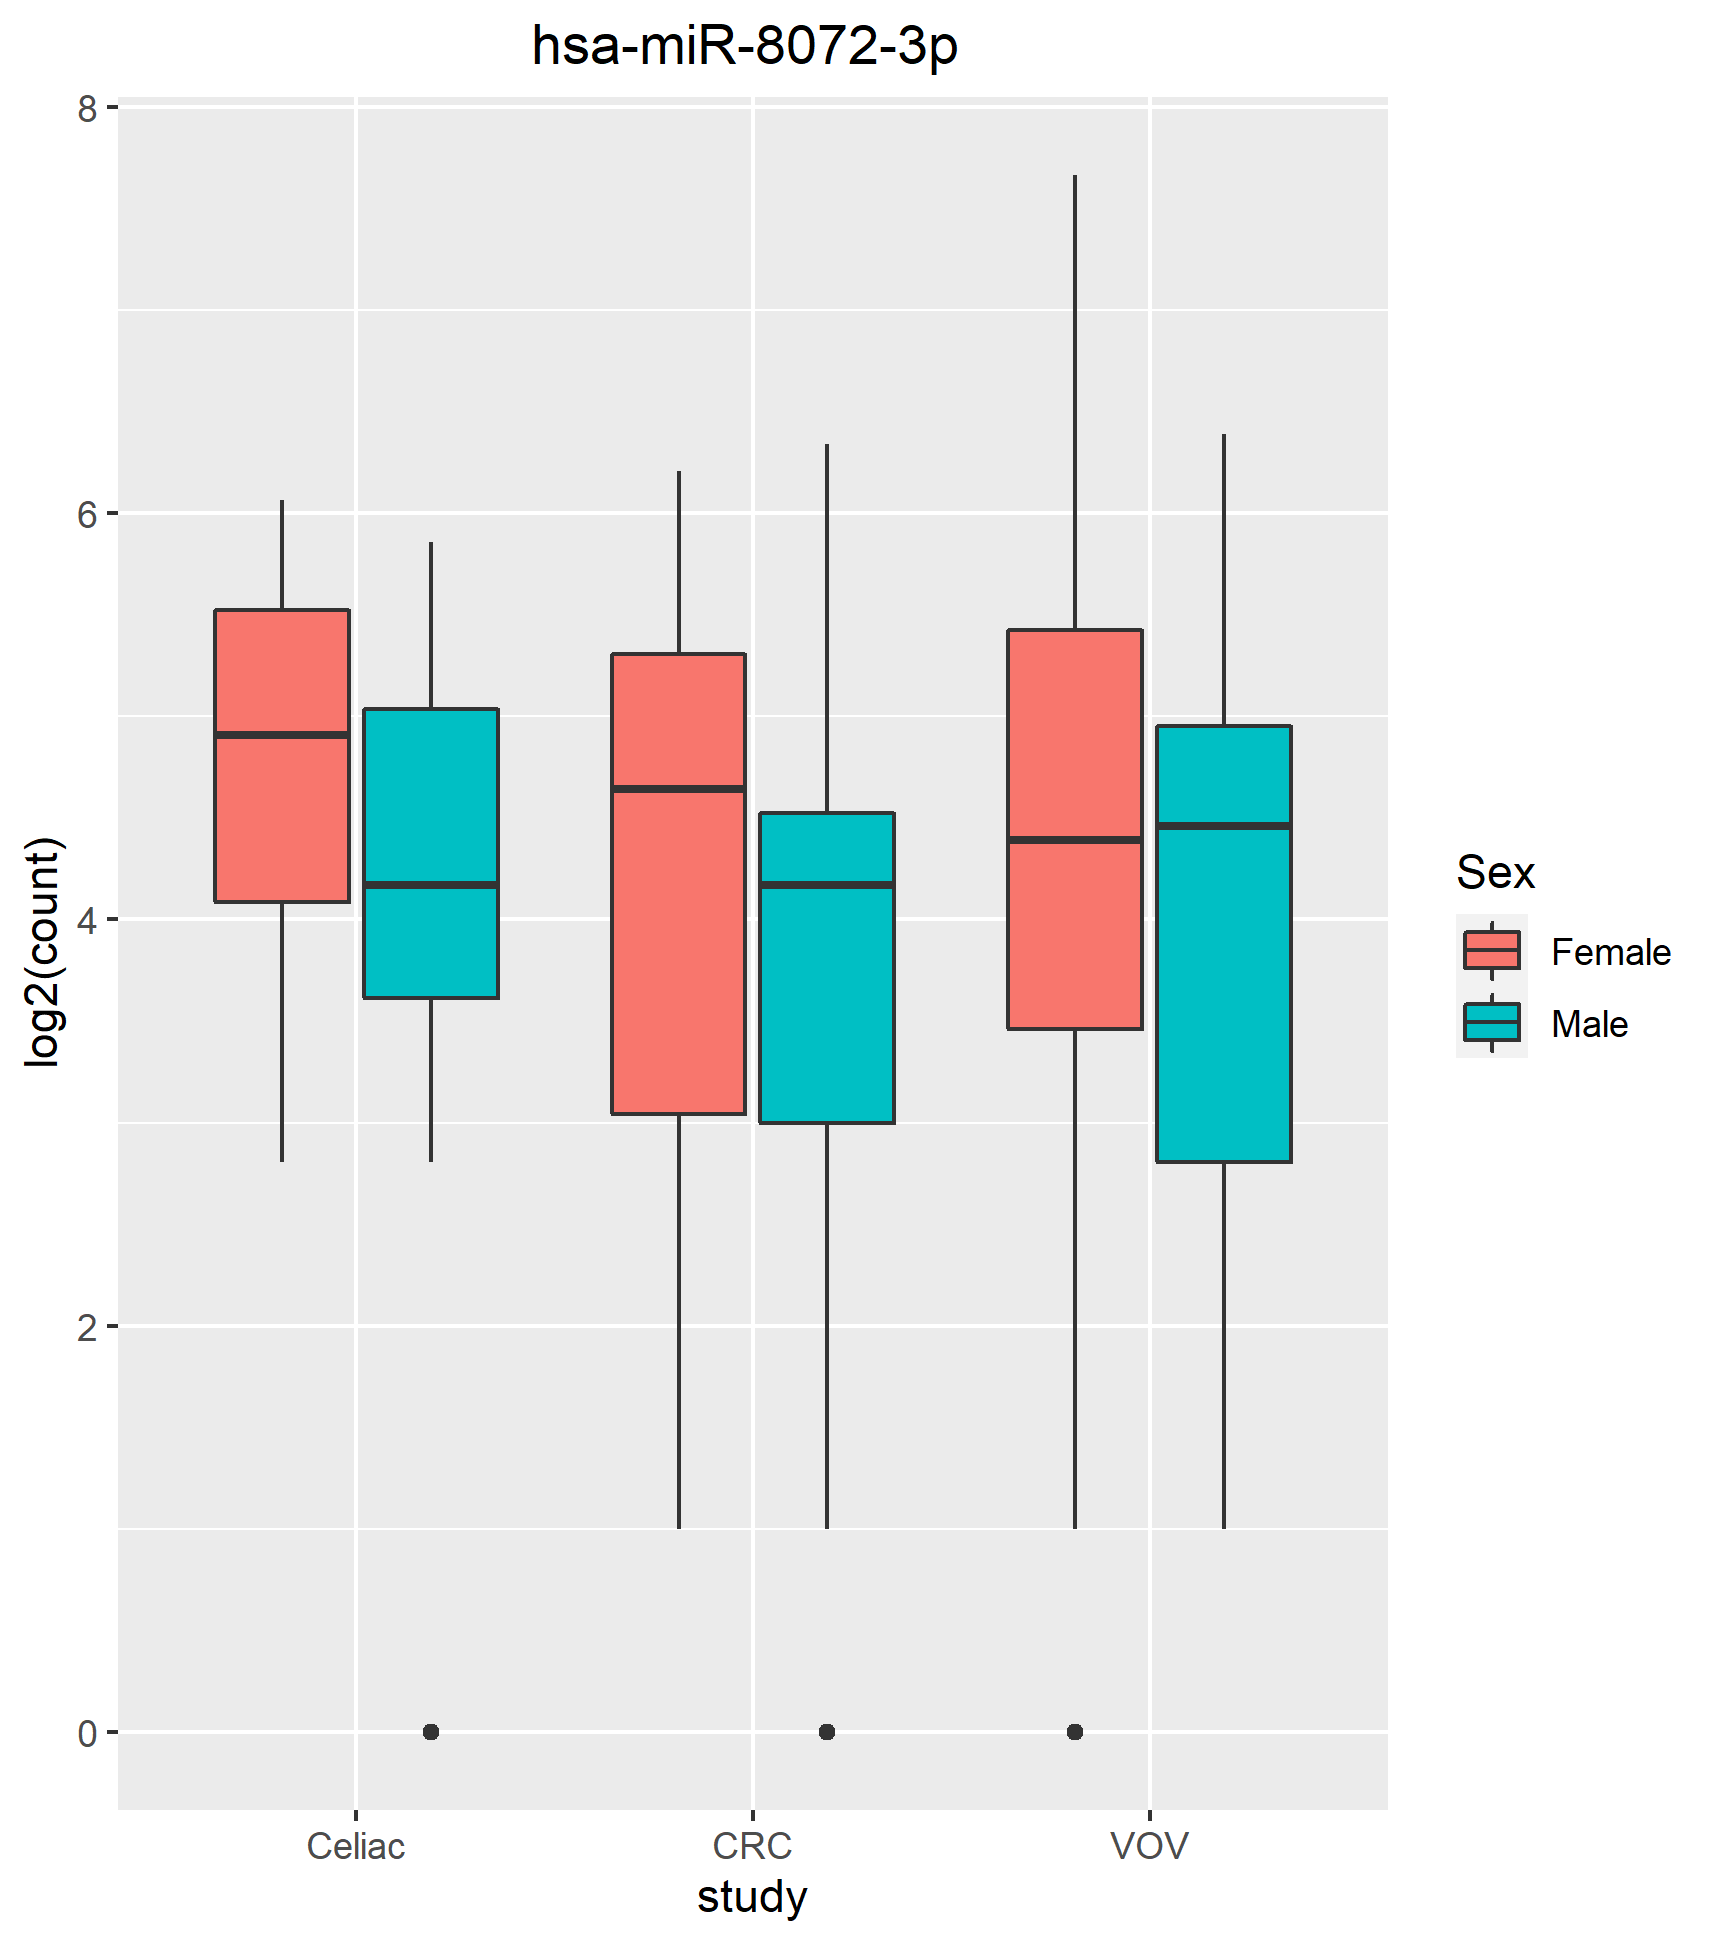 hsa-miR-8072-3p
8
6
4
2
0
log2(count)
Celiac CRC VOV
study
Sex
Female
Male